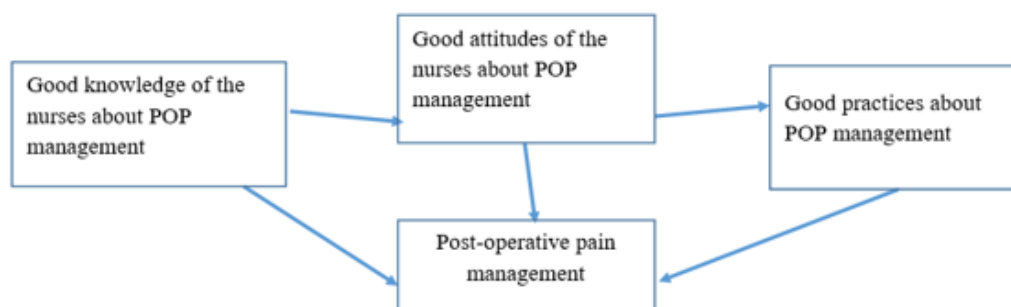 Good attitudes of the
nurses about POP
management
Good knowledge of the
nurses about POP
management
Good practices about
POP management
Post-operative pain
management